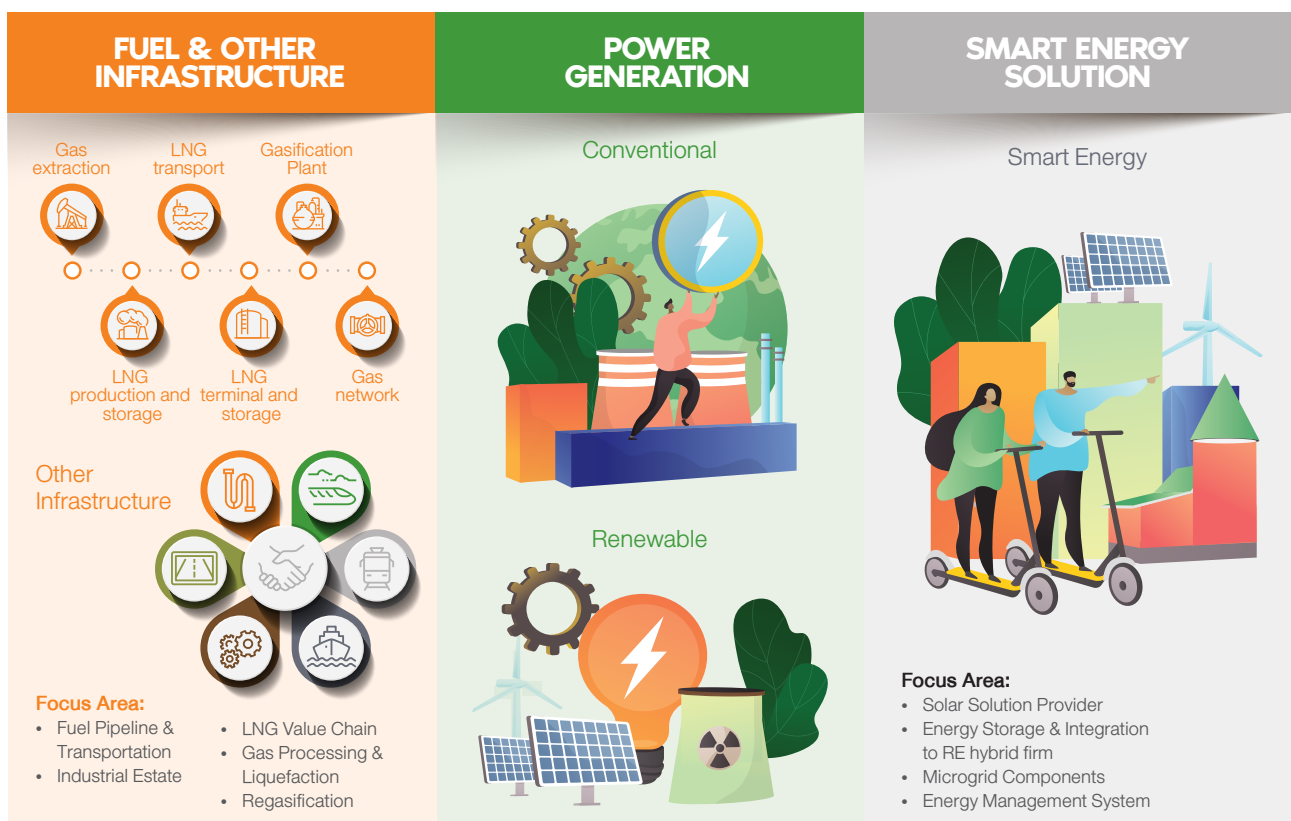 FUEL & OTHER
INFRASTRUCTURE
Gas
extraction
LNG
transport
Gasification
Plant
LNG
production and
storage
LNG
terminal and
storage
Gas
network
Other
Infrastructure
Focus Area:
• Fuel Pipeline &
Transportation
• Industrial Estate
• LNG Value Chain
• Gas Processing &
Liquefaction
• Regasification
POWER
GENERATION
Conventional
Renewable
SMART ENERGY
SOLUTION
Smart Energy
Focus Area:
• Solar Solution Provider
• Energy Storage & Integration
to RE hybrid firm
• Microgrid Components
• Energy Management System